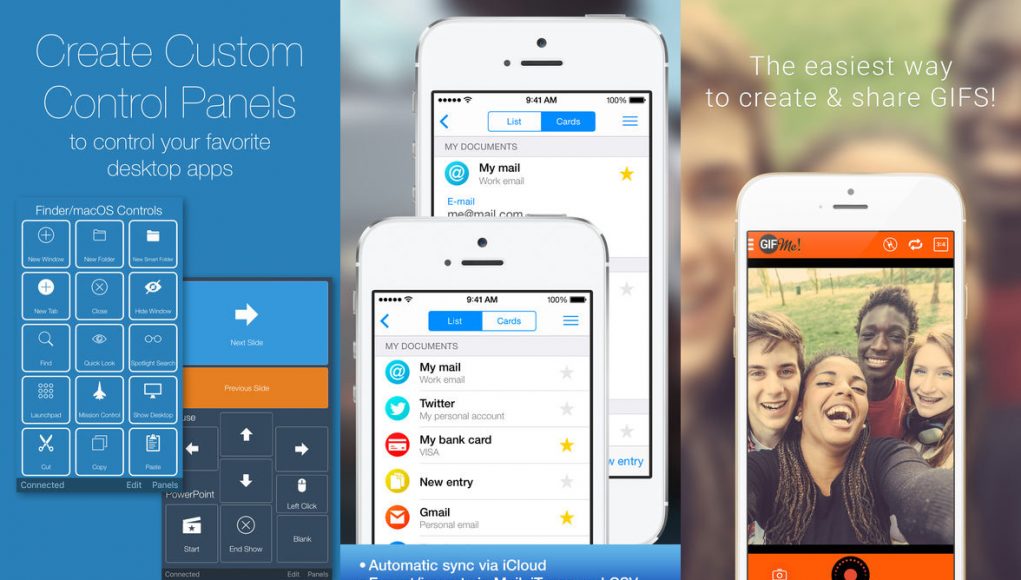 Create Custom
Control Panels
to control your favorite
desktop apps
Finder/macOS Controls
New Window
New Folder
New Smart Folder
New Tab
Close
Hide Window
Find
Quick Look
Spotlight Search
Launchpad
Mission Control
Show Desktop
Cut
Copy
Paste
Connected
Edit
Panels
Next Slide
Previous Slide
use
Left Click
PowerPoint
Start
End Show
Blank
Connected
Edit
Panels
9:41 AM
100%
List
Cards
MY DOCUMENTS
@
My mail
Work email
E-mail
me@mail.com
w entry
9:41 AM
100%
List
Cards
MY DOCUMENTS
@
My mail
Work email
Twitter
My personal account
My bank card
VISA
New entry
Gmail
Personal email
• Automatic sync via iCloud
The easiest way
to create & share GIFS!
GIF Me!
3:4